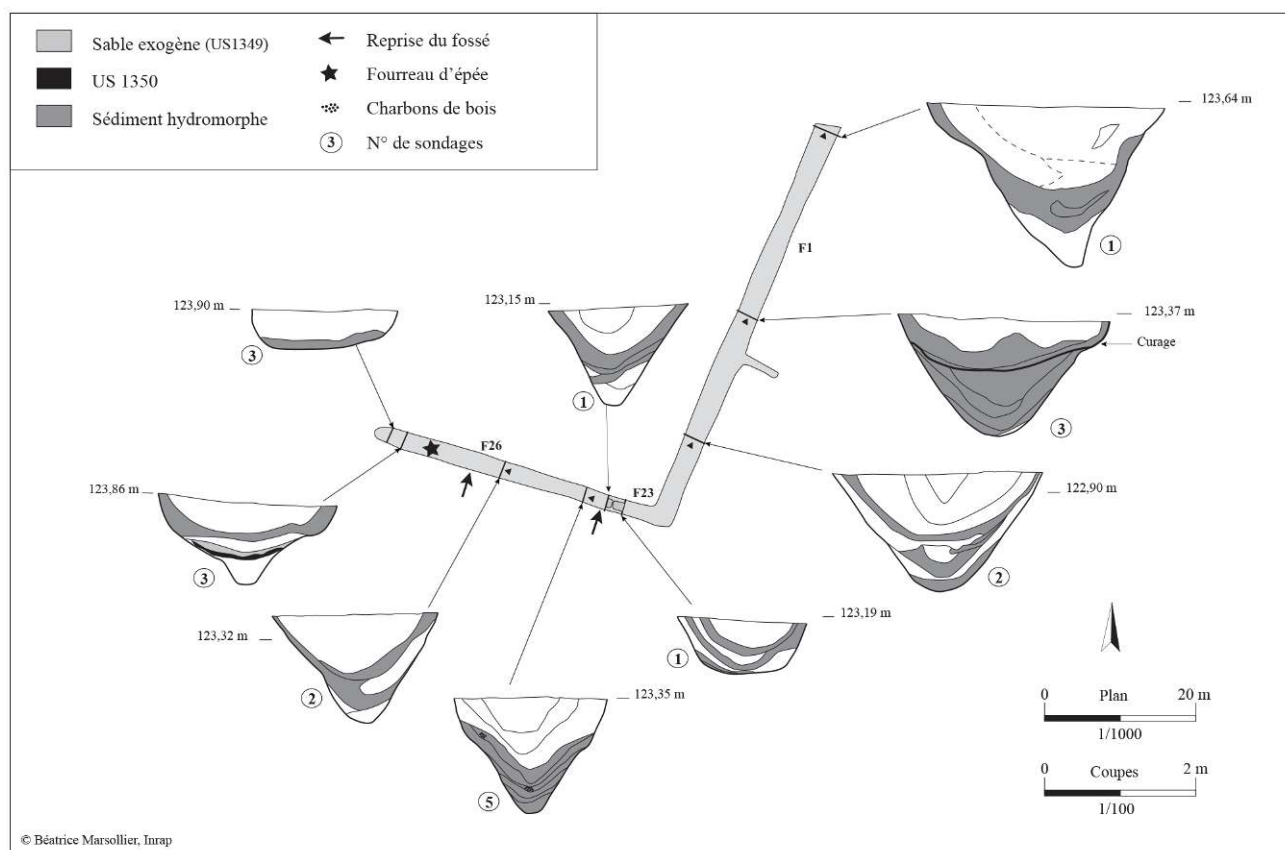 Sable exogène (US1349)
US 1350
Sédiment hydromorphe
Reprise du fossé
Fourreau d'épée
Charbons de bois
3 N° de sondages
123,64 m
1
F1
123,90 m
3
123,15 m
1
123,37 m
Curage
3
F26
F23
123,86 m
3
122,90 m
2
123,32 m
2
123,19 m
1
123,35 m
5
0 Plan 20 m
1/1000
0 Coupes 2 m
1/100
© Béatrice Marsollier, Inrap